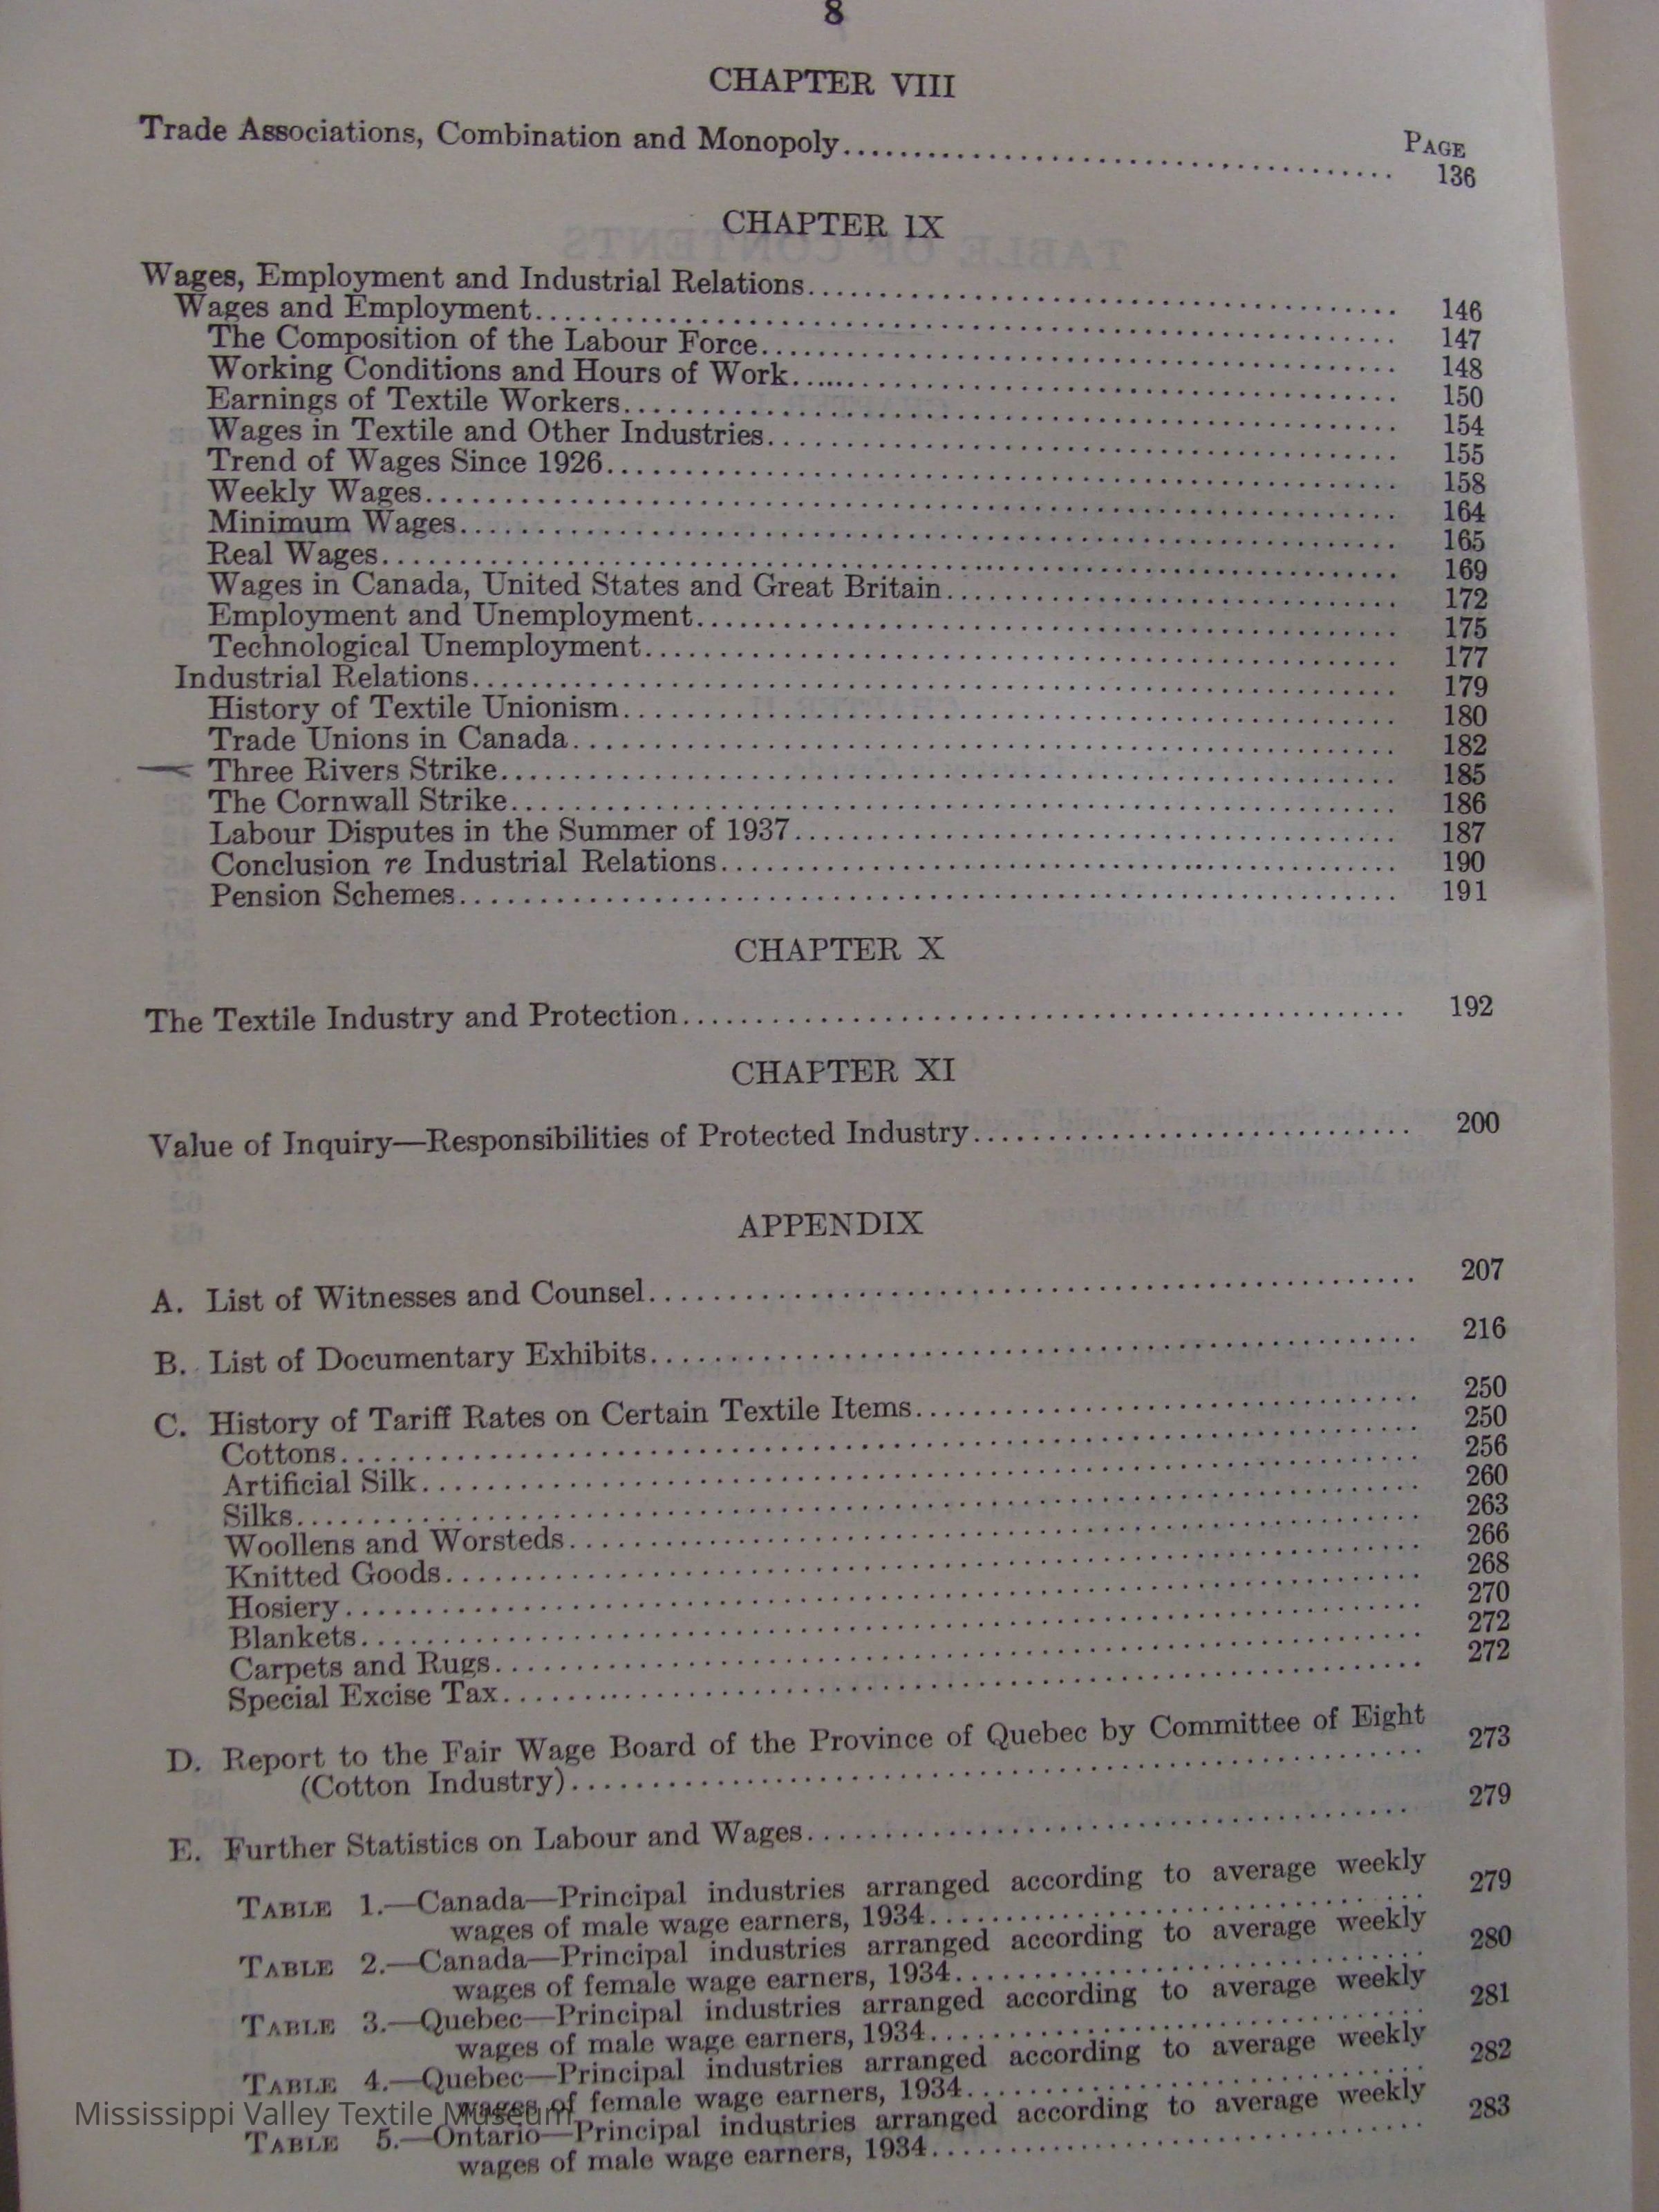 8
CHAPTER VIII
PAGE
Trade Associations, Combination and Monopoly........ 136
CHAPTER IX
Wages, Employment and Industrial Relations........ 146
Wages and Employment........ 147
The Composition of the Labour Force........ 148
Working Conditions and Hours of Work........ 150
Earnings of Textile Workers........ 154
Wages in Textile and Other Industries........ 155
Trend of Wages Since 1926........ 158
Weekly Wages........ 164
Minimum Wages........ 165
Real Wages........ 169
Wages in Canada, United States and Great Britain........ 172
Employment and Unemployment........ 175
Technological Unemployment........ 177
Industrial Relations........ 179
History of Textile Unionism........ 180
Trade Unions in Canada........ 182
Three Rivers Strike........ 185
The Cornwall Strike........ 186
Labour Disputes in the Summer of 1937........ 187
Conclusion re Industrial Relations........ 190
Pension Schemes........ 191
CHAPTER X
The Textile Industry and Protection........ 192
CHAPTER XI
Value of Inquiry—Responsibilities of Protected Industry........ 200
APPENDIX
A. List of Witnesses and Counsel........ 207
B. List of Documentary Exhibits........ 216
C. History of Tariff Rates on Certain Textile Items........ 250
Cottons........ 250
Artificial Silk........ 256
Silks........ 260
Woollens and Worsteds........ 263
Knitted Goods........ 266
Hosiery........ 268
Blankets........ 270
Carpets and Rugs........ 272
Special Excise Tax........ 272
D. Report to the Fair Wage Board of the Province of Quebec by Committee of Eight
(Cotton Industry)........ 273
E. Further Statistics on Labour and Wages........ 279
TABLE 1.—Canada—Principal industries arranged according to average weekly
wages of male wage earners, 1934........ 279
TABLE 2.—Canada—Principal industries arranged according to average weekly
wages of female wage earners, 1934........ 280
TABLE 3.—Quebec—Principal industries arranged according to average weekly
wages of male wage earners, 1934........ 281
TABLE 4.—Quebec—Principal industries arranged according to average weekly
wages of female wage earners, 1934........ 282
TABLE 5.—Ontario—Principal industries arranged according to average weekly
wages of male wage earners, 1934........ 283
Mississippi Valley Textile Museum